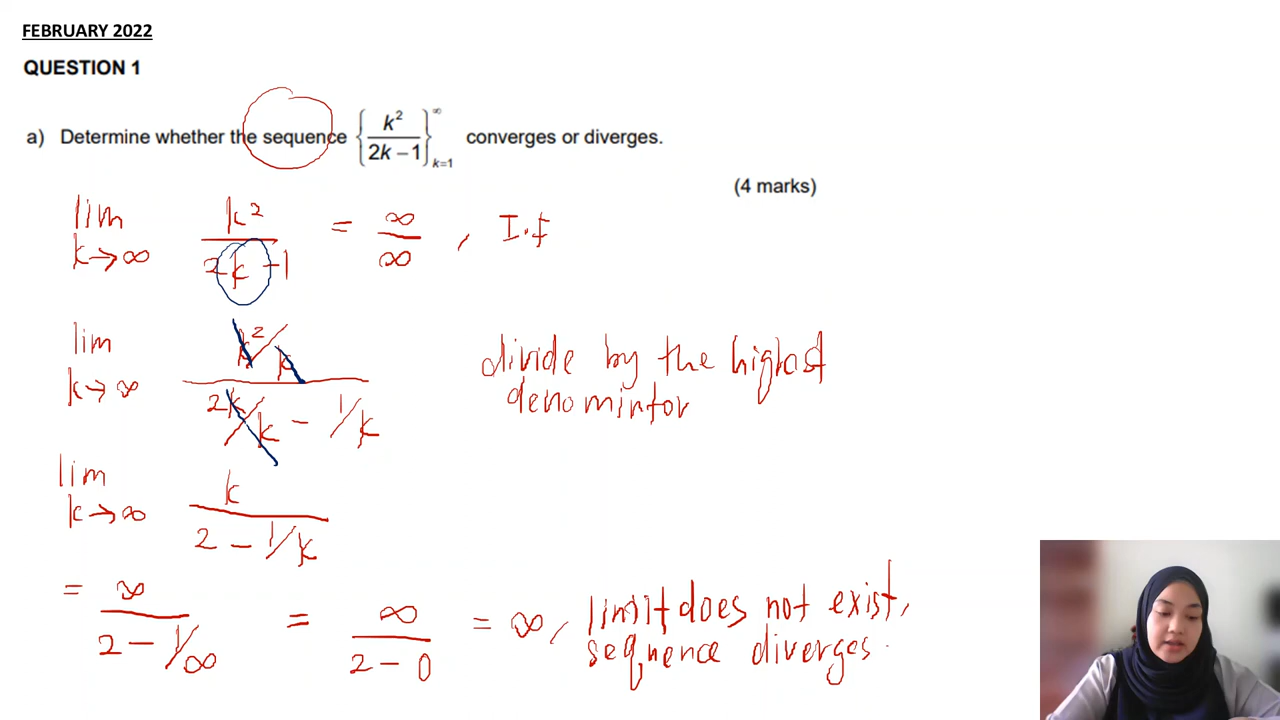 FEBRUARY 2022
QUESTION 1
a) Determine whether the sequence {k²/(2k – 1)}_{k=1}^{∞} converges or diverges.
(4 marks)
lim k→∞ k²/(2k – 1) = ∞/∞ , I.F
lim k→∞ (k²/k)/(2k/k – 1/k) divide by the highest
denomintor
lim k→∞ k/(2 – 1/k)
= ∞/(2 – 1/∞) = ∞/(2 – 0) = ∞, limit does not exist,
sequence diverges.